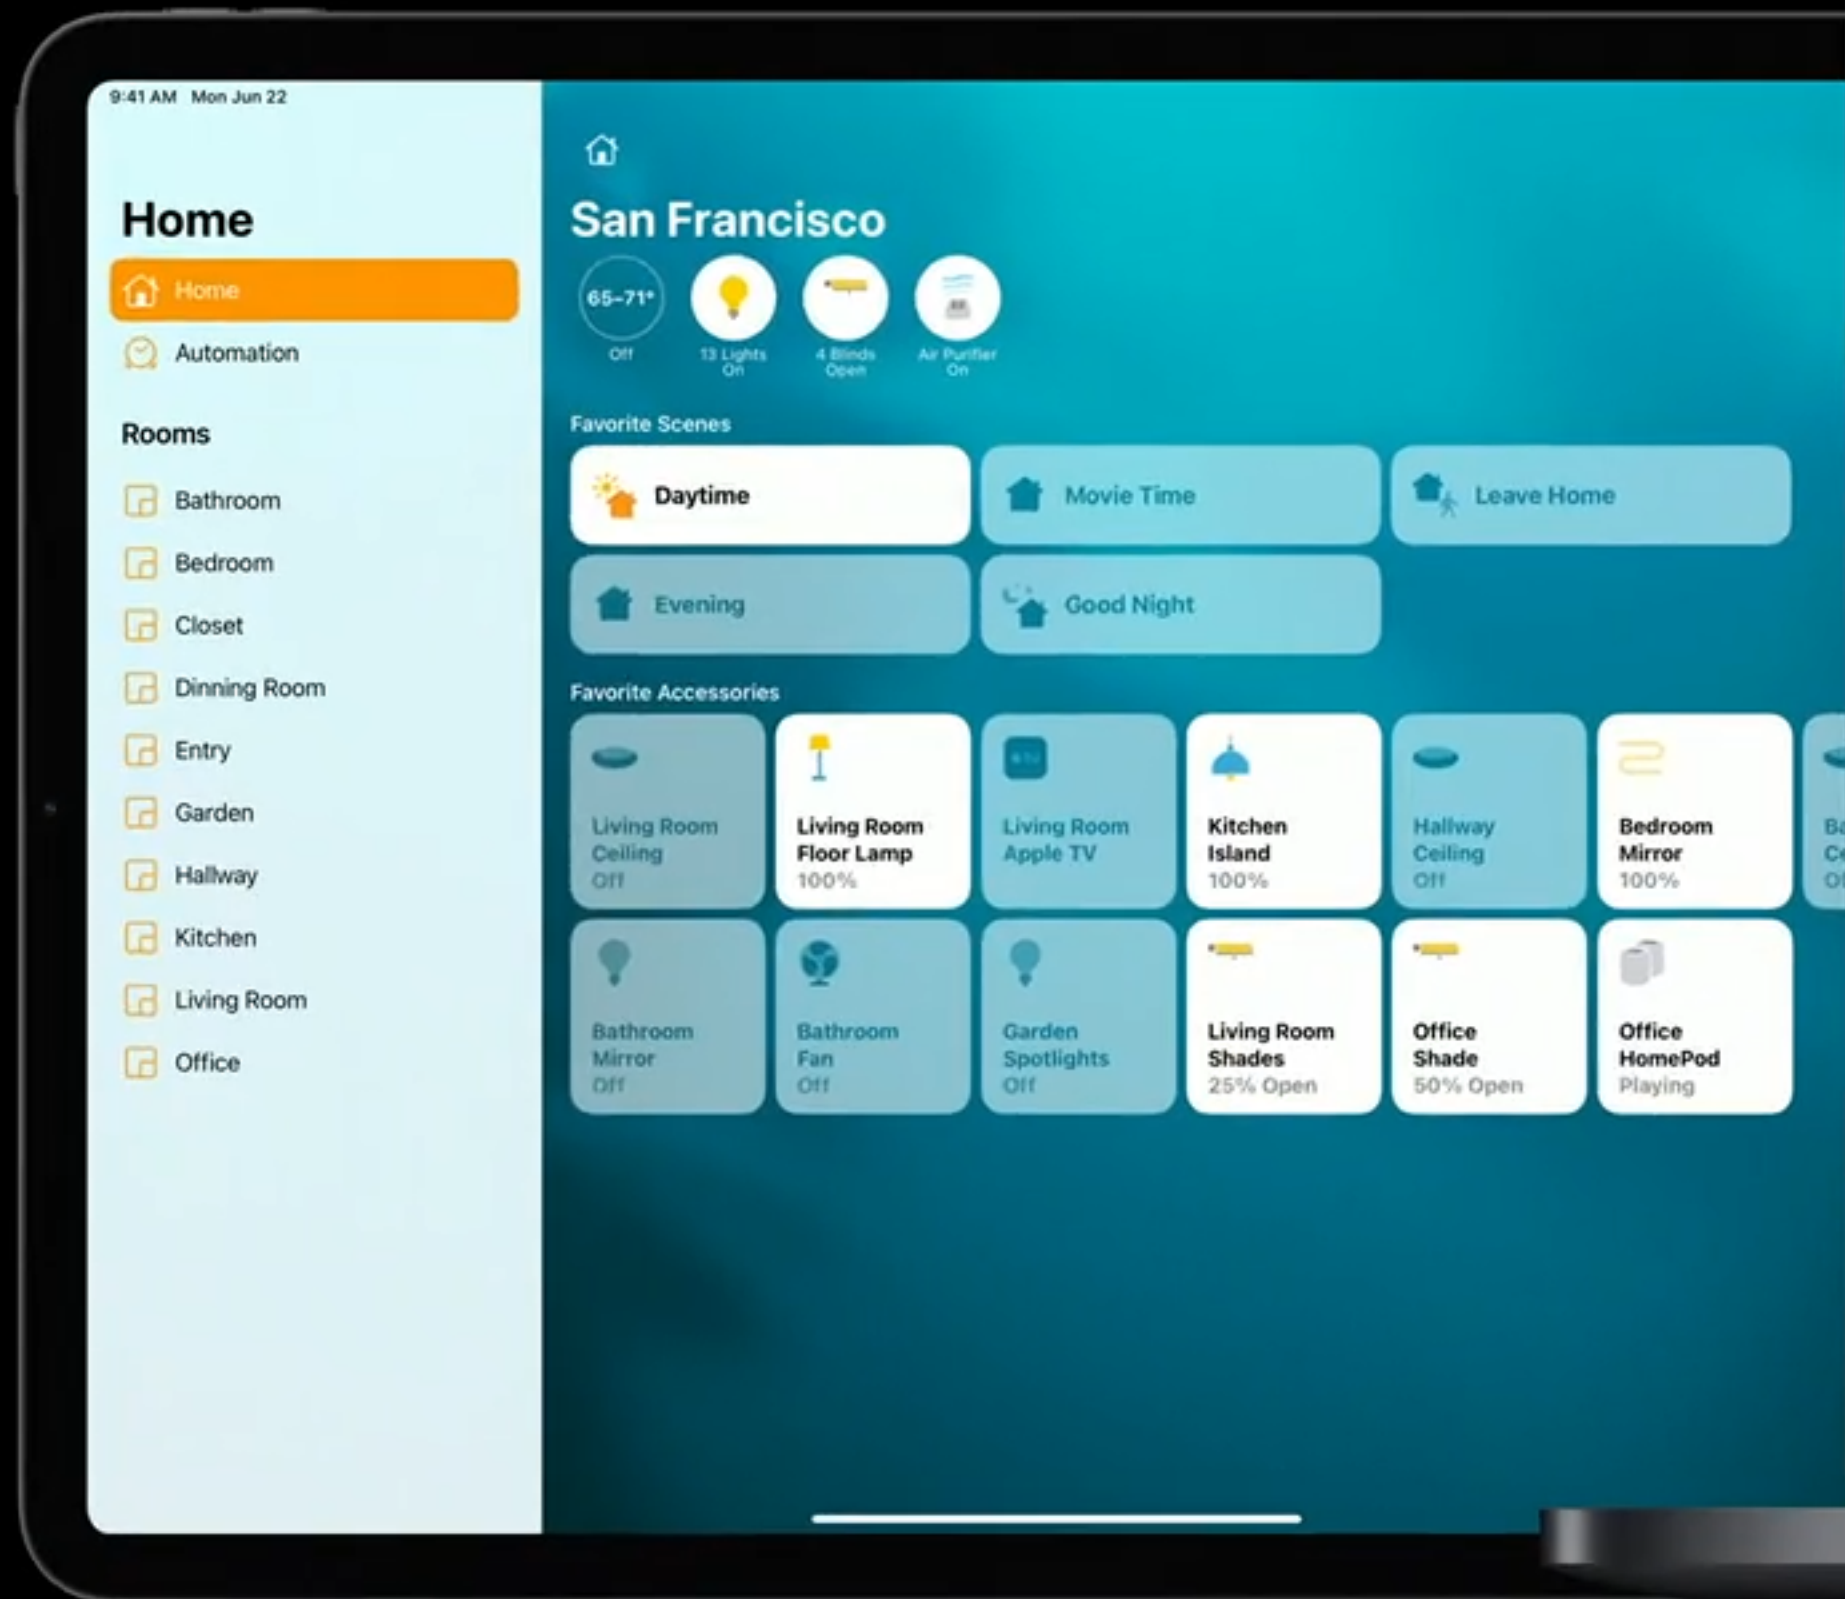 9:41 AM Mon Jun 22
Home
Home
Automation
Rooms
Bathroom
Bedroom
Closet
Dinning Room
Entry
Garden
Hallway
Kitchen
Living Room
Office
San Francisco
65–71°
Off
13 Lights
On
4 Blinds
Open
Air Purifier
On
Favorite Scenes
Daytime
Movie Time
Leave Home
Evening
Good Night
Favorite Accessories
Living Room
Ceiling
Off
Living Room
Floor Lamp
100%
Living Room
Apple TV
Kitchen
Island
100%
Hallway
Ceiling
Off
Bedroom
Mirror
100%
Bathroom
Mirror
Off
Bathroom
Fan
Off
Garden
Spotlights
Off
Living Room
Shades
25% Open
Office
Shade
50% Open
Office
HomePod
Playing